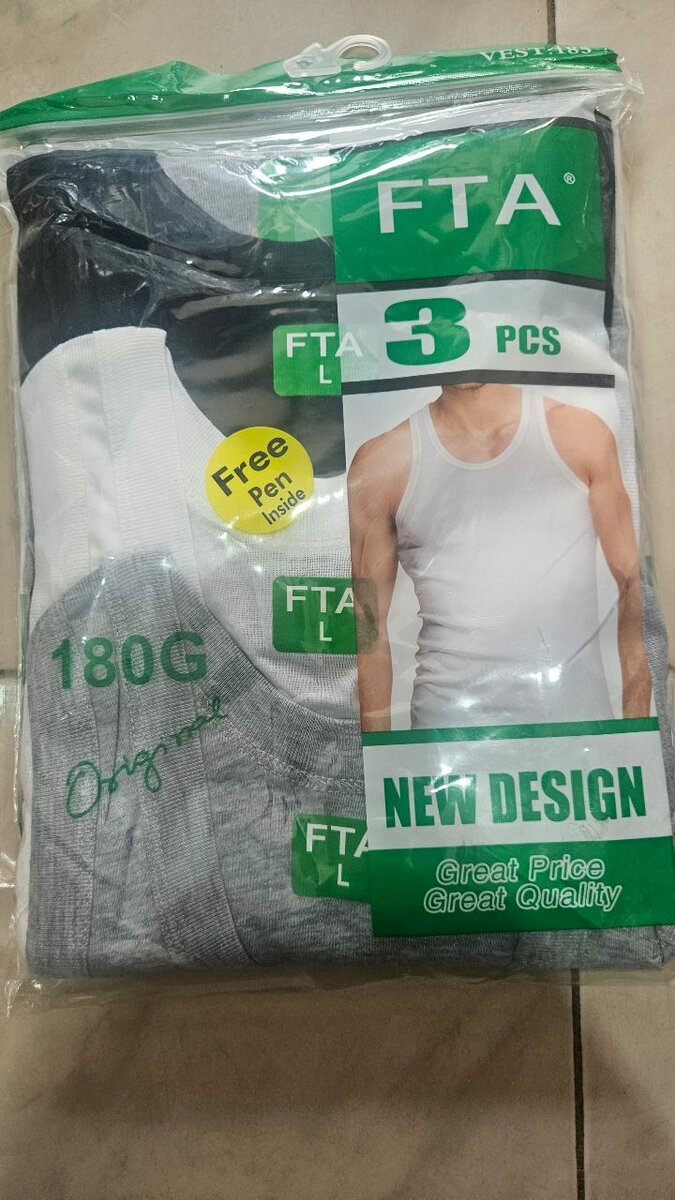 VEST:185
FTA®
3 PCS
FTA®
L
Free
Pen
Inside
FTA
L
180G
Original
FTA
L
NEW DESIGN
Great Price
Great Quality